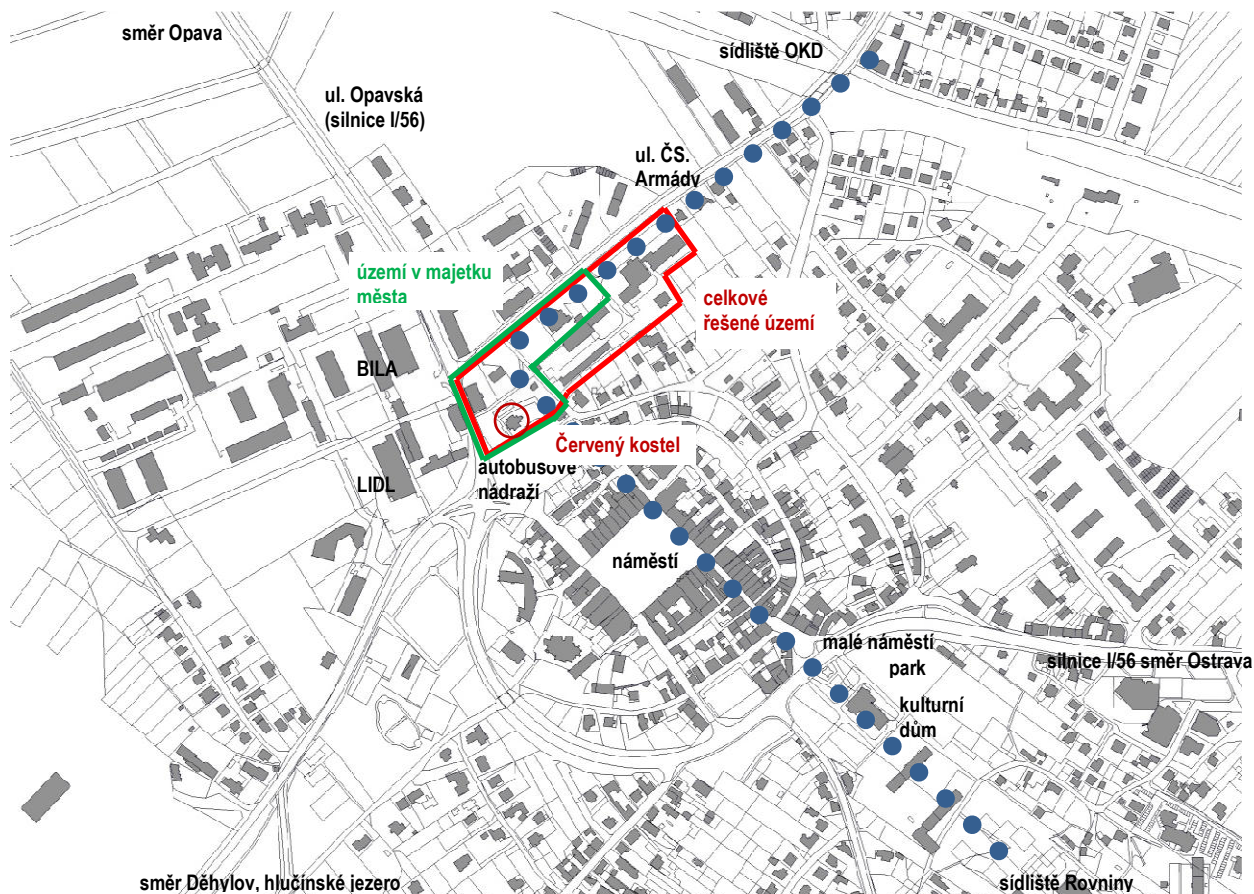 směr Opava
sídliště OKD
ul. Opavská
(silnice I/56)
ul. ČS.
Armády
území v majetku
města
celkové
řešené území
BILA
Červený kostel
autobusové
nádraží
LIDL
náměstí
malé náměstí
park
silnice I/56 směr Ostrava
kulturní
dům
směr Děhylov, hlučínské jezero
sídliště Rovniny